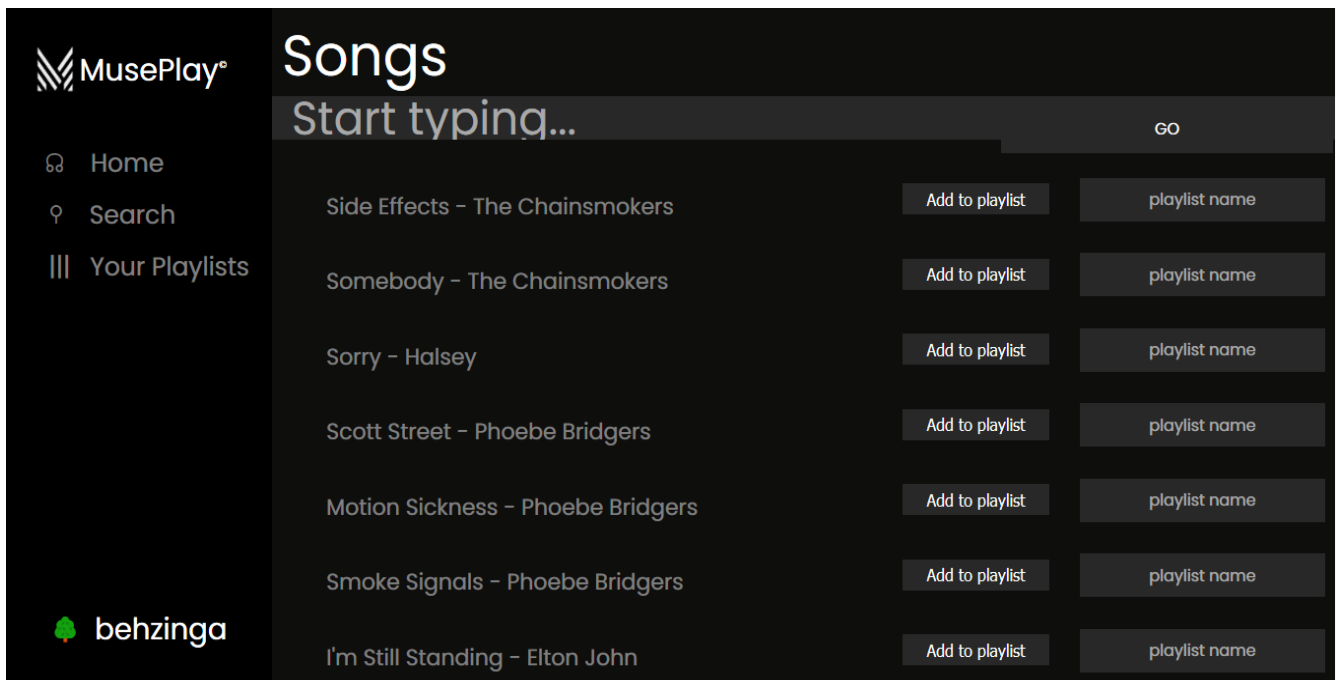 MusePlay©
Home
Search
Your Playlists
behzinga
Songs
Start typing...
GO
Side Effects - The Chainsmokers Add to playlist playlist name
Somebody - The Chainsmokers Add to playlist playlist name
Sorry - Halsey Add to playlist playlist name
Scott Street - Phoebe Bridgers Add to playlist playlist name
Motion Sickness - Phoebe Bridgers Add to playlist playlist name
Smoke Signals - Phoebe Bridgers Add to playlist playlist name
I'm Still Standing - Elton John Add to playlist playlist name